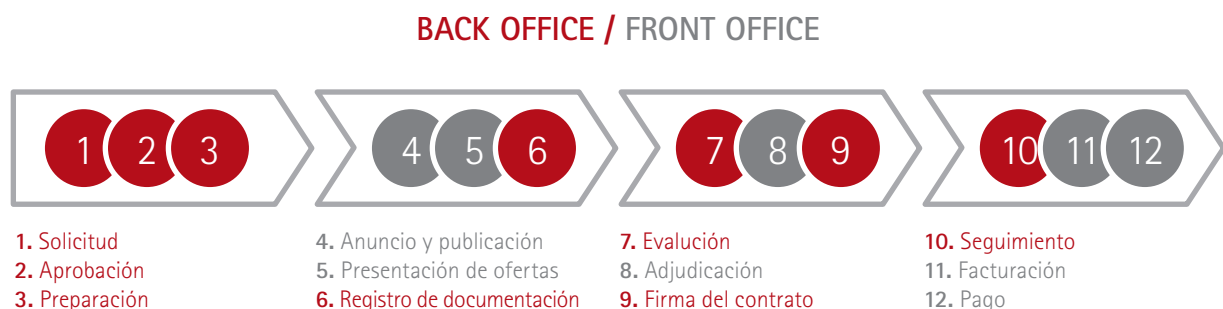 BACK OFFICE / FRONT OFFICE
1 2 3 4 5 6 7 8 9 10 11 12
1. Solicitud
2. Aprobación
3. Preparación
4. Anuncio y publicación
5. Presentación de ofertas
6. Registro de documentación
7. Evalución
8. Adjudicación
9. Firma del contrato
10. Seguimiento
11. Facturación
12. Pago